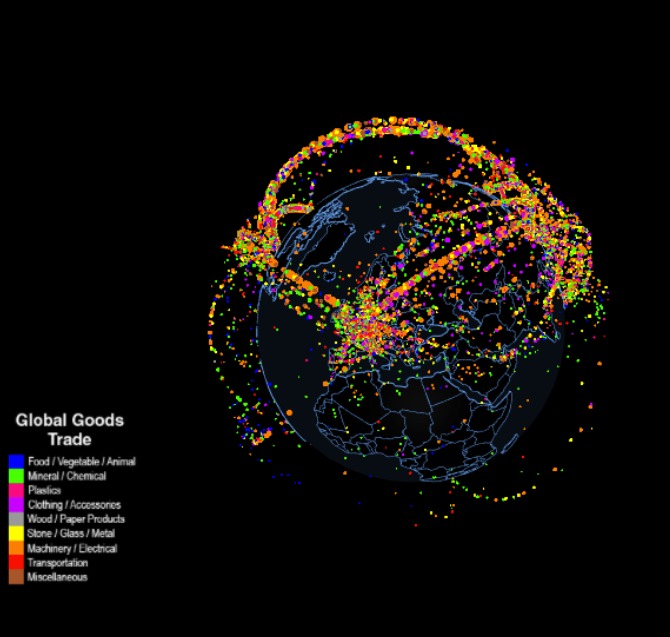 Global Goods
Trade
Food / Vegetable / Animal
Mineral / Chemical
Plastics
Clothing / Accessories
Wood / Paper Products
Stone / Glass / Metal
Machinery / Electrical
Transportation
Miscellaneous